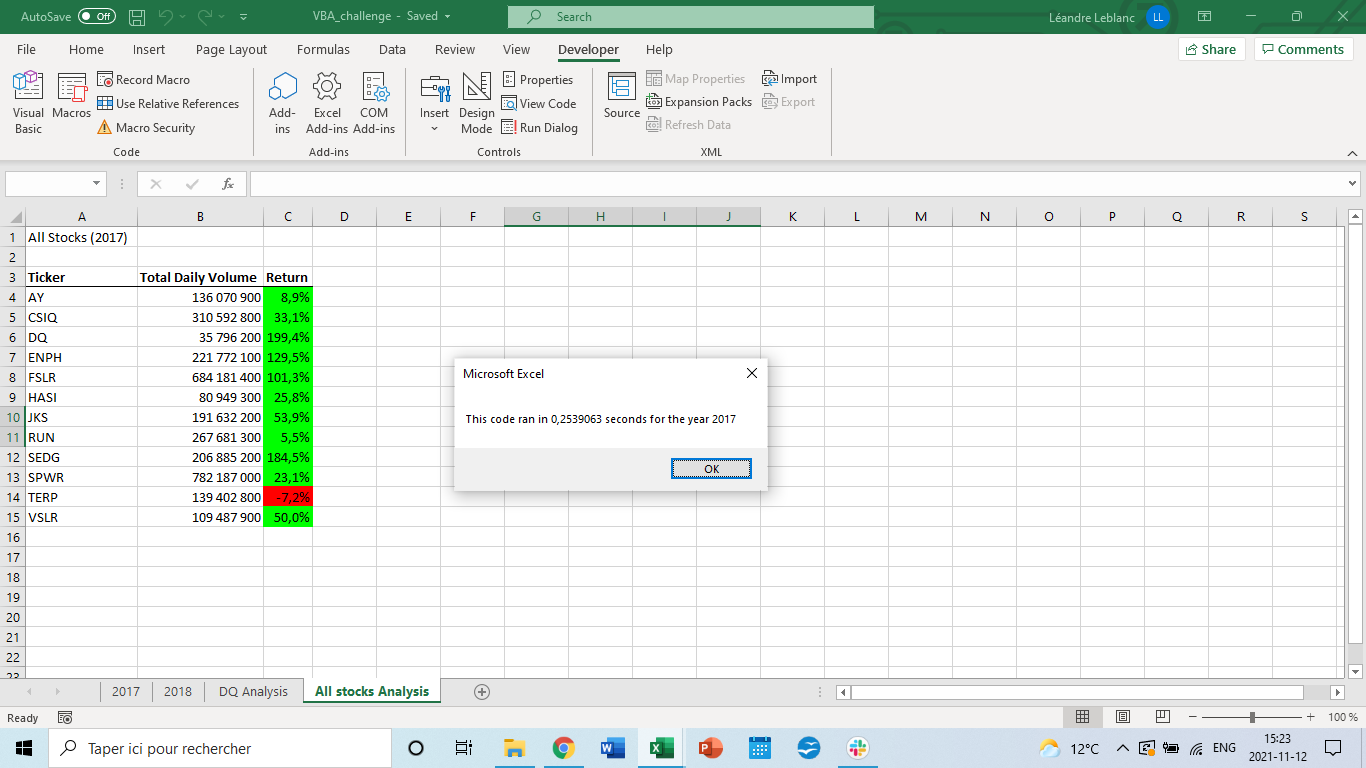 AutoSave Off VBA_challenge - Saved Search Léandre Leblanc LL
File Home Insert Page Layout Formulas Data Review View Developer Help Share Comments
Visual Basic
Macros
Record Macro
Use Relative References
Macro Security
Code
Add-ins
Excel Add-ins
COM Add-ins
Add-ins
Insert
Design Mode
Properties
View Code
Run Dialog
Controls
Source
Map Properties
Expansion Packs
Refresh Data
Import
Export
XML
fx
A B C D E F G H I J K L M N O P Q R S
1 All Stocks (2017)
2
3 Ticker Total Daily Volume Return
4 AY 136 070 900 8,9%
5 CSIQ 310 592 800 33,1%
6 DQ 35 796 200 199,4%
7 ENPH 221 772 100 129,5%
8 FSLR 684 181 400 101,3%
9 HASI 80 949 300 25,8%
10 JKS 191 632 200 53,9%
11 RUN 267 681 300 5,5%
12 SEDG 206 885 200 184,5%
13 SPWR 782 187 000 23,1%
14 TERP 139 402 800 -7,2%
15 VSLR 109 487 900 50,0%
16
17
18
19
20
21
22
23
Microsoft Excel
This code ran in 0,2539063 seconds for the year 2017
OK
2017 2018 DQ Analysis All stocks Analysis
Ready 100 %
Taper ici pour rechercher 12°C ENG 15:23
2021-11-12